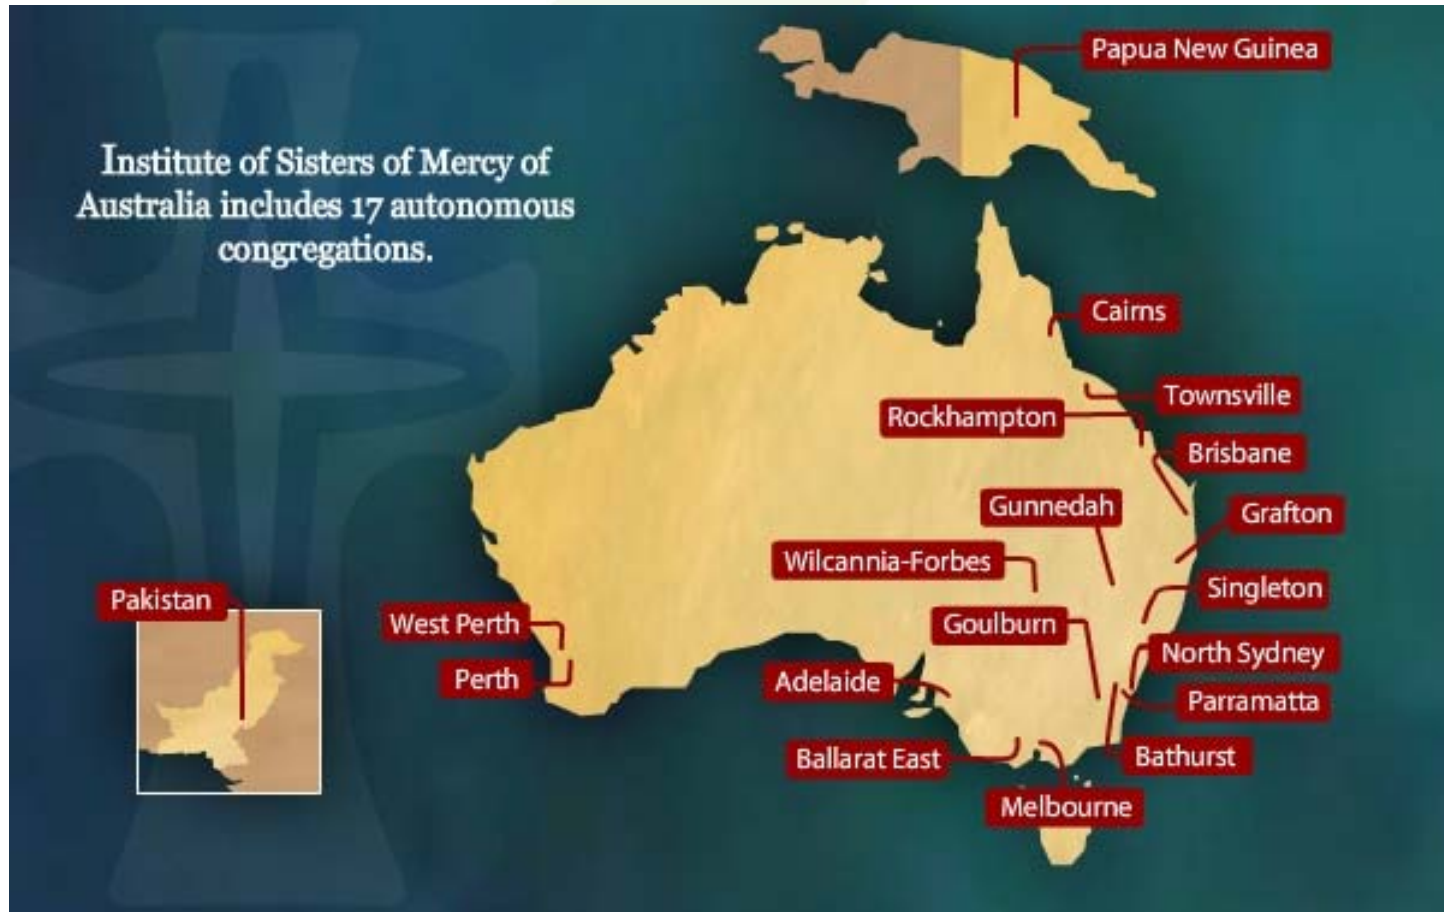 Papua New Guinea
Institute of Sisters of Mercy of
Australia includes 17 autonomous
congregations.
Cairns
Townsville
Rockhampton
Brisbane
Gunnedah
Grafton
Wilcannia-Forbes
Singleton
Pakistan
West Perth
Goulburn
North Sydney
Perth
Adelaide
Parramatta
Ballarat East
Bathurst
Melbourne